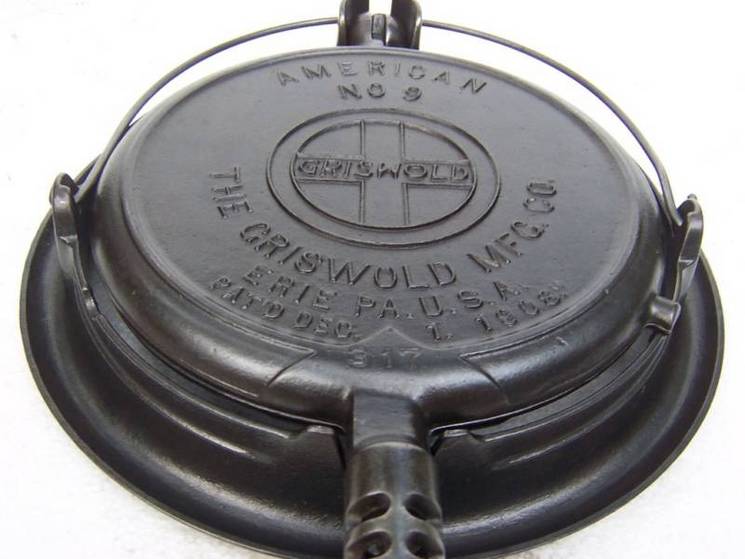 AMERICAN
NO 9
GRISWOLD
THE GRISWOLD MFG. CO.
ERIE PA. U.S.A.
PAT'D DEC. 1. 1908.
317